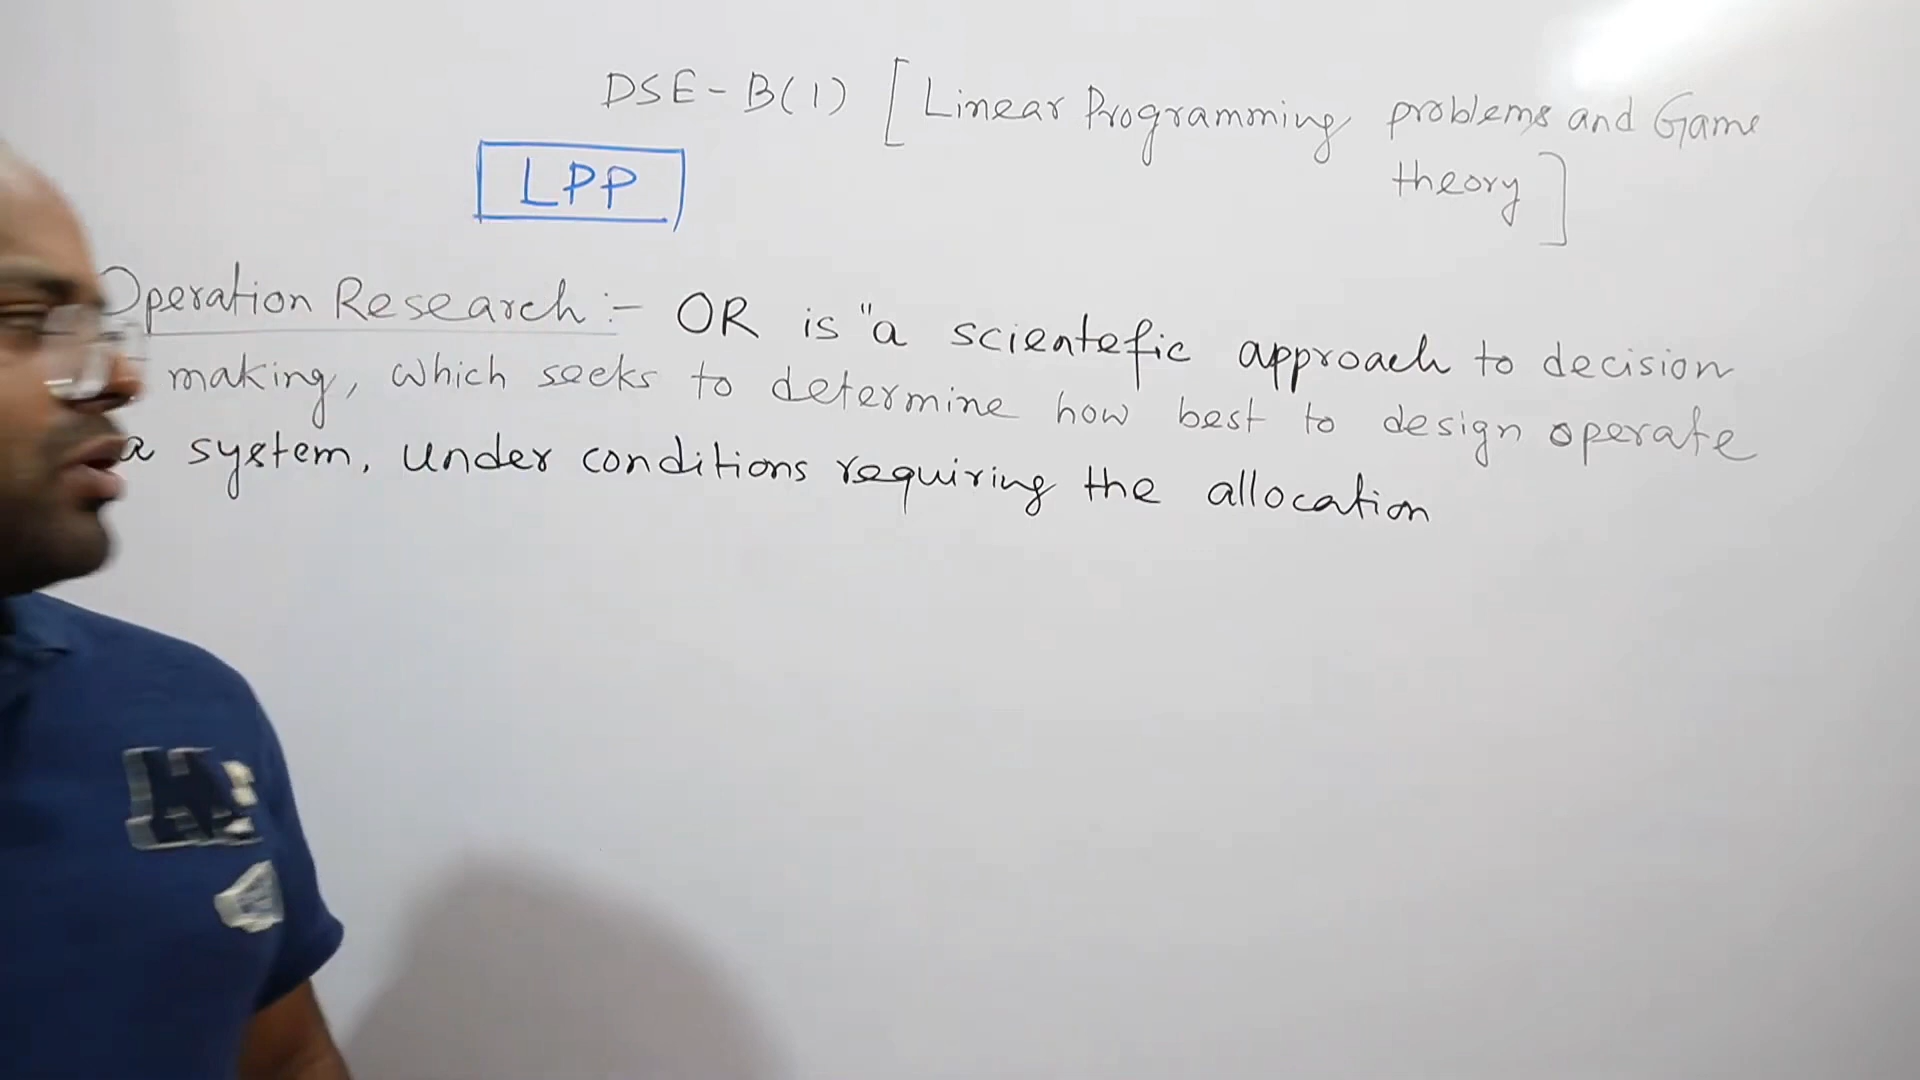 DSE - B(1) [Linear Programming problems and Game
theory]
LPP
Operation Research :- OR is "a scientefic approach to decision
making, which seeks to determine how best to design operate
a system, under conditions requiring the allocation